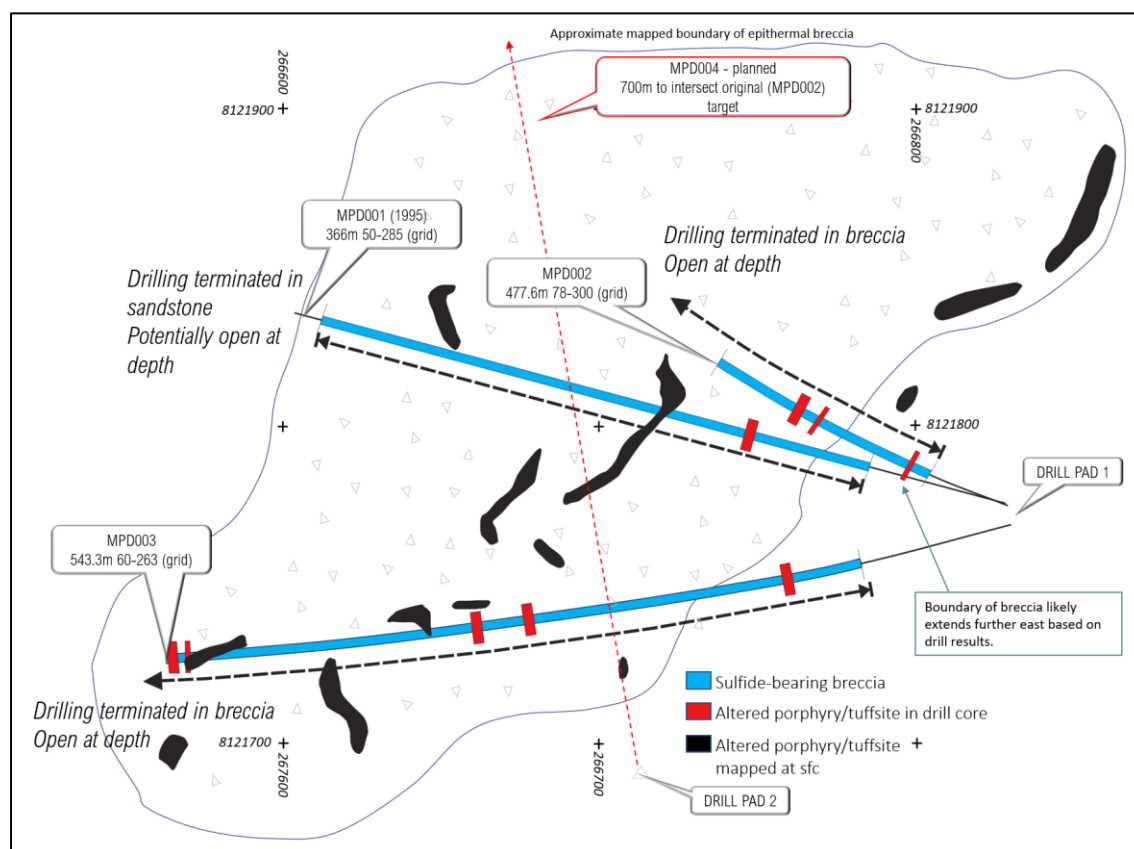 Approximate mapped boundary of epithermal breccia
266600
8121900
MPD004 - planned
700m to intersect original (MPD002)
target
8121900
266800
MPD001 (1995)
366m 50-285 (grid)
Drilling terminated in
sandstone
Potentially open at
depth
Drilling terminated in breccia
Open at depth
MPD002
477.6m 78-300 (grid)
8121800
DRILL PAD 1
MPD003
543.3m 60-263 (grid)
Boundary of breccia likely
extends further east based on
drill results.
Drilling terminated in breccia
Open at depth
Sulfide-bearing breccia
Altered porphyry/tuffsite in drill core
Altered porphyry/tuffsite
mapped at sfc
8121700
267600
266700
DRILL PAD 2